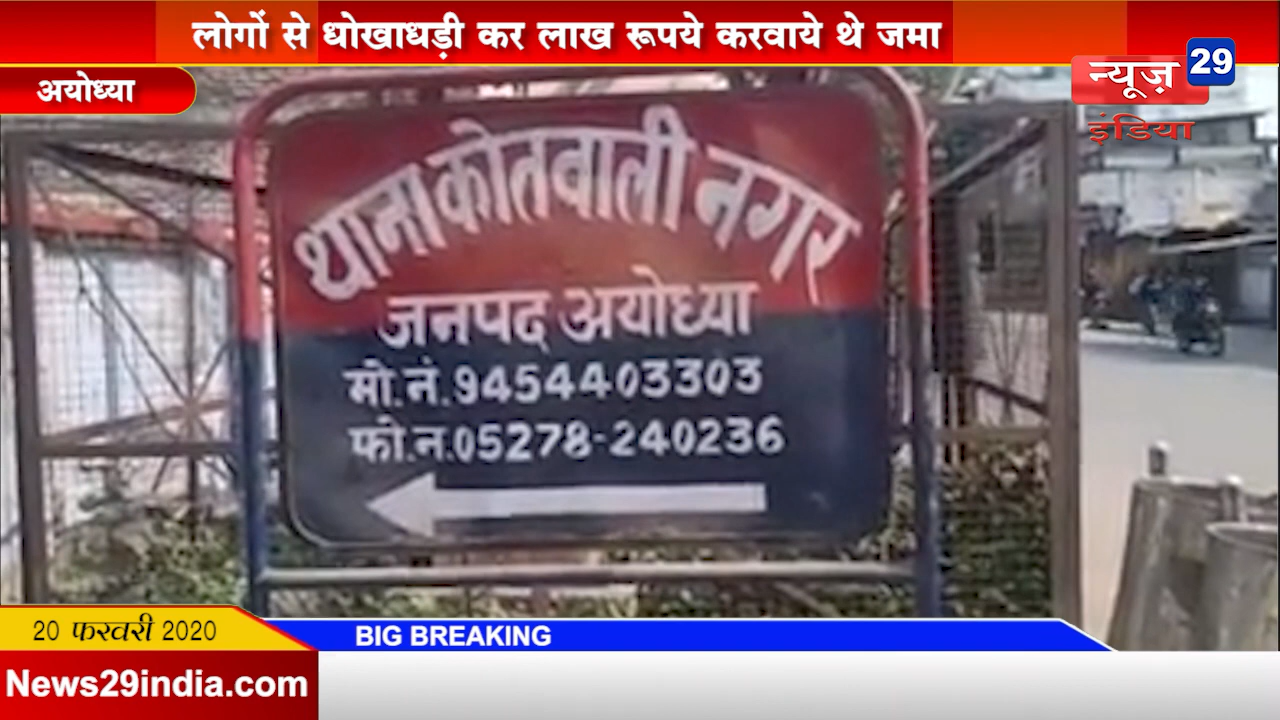 लोगों से धोखाधड़ी कर लाख रूपये करवाये थे जमा
अयोध्या
न्यूज़ 29
इंडिया
थाना कोतवाली नगर
जनपद अयोध्या
मो.नं.9454403303
फो.न.05278-240236
20 फरवरी 2020
BIG BREAKING
News29india.com